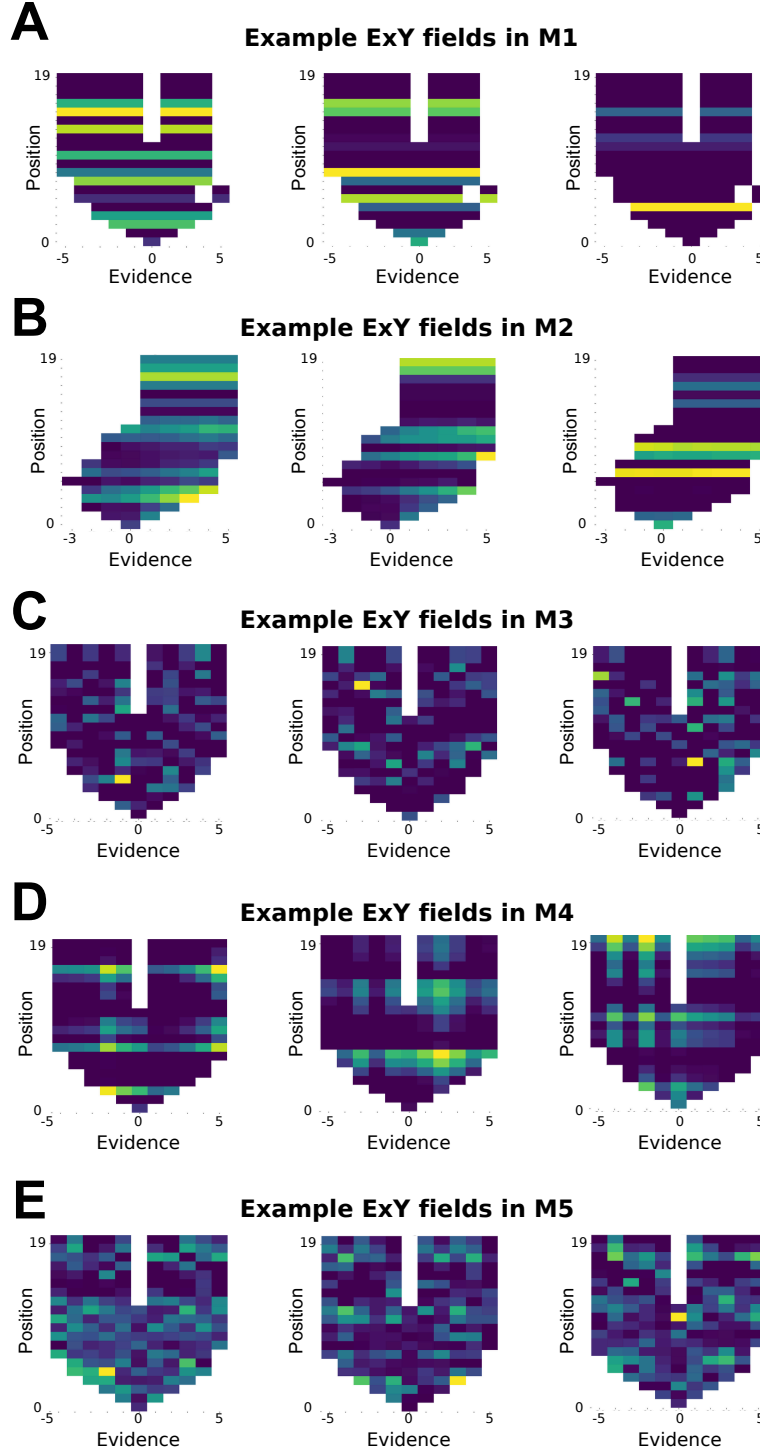 A
Example ExY fields in M1
19 Position 0 -5 0 5 Evidence
-5 0 5 Evidence
19 Position 0
19 Position 0 -5 0 5 Evidence
B
Example ExY fields in M2
19 Position 0 -3 0 5 Evidence
19 Position 0 -3 0 5 Evidence
19 Position 0 -3 0 5 Evidence
C
Example ExY fields in M3
19 Position 0 -5 0 5 Evidence
19 Position 0 -5 0 5 Evidence
19 Position 0 -5 0 5 Evidence
D
Example ExY fields in M4
19 Position 0 -5 0 5 Evidence
19 Position 0 -5 0 5 Evidence
19 Position 0 -5 0 5 Evidence
E
Example ExY fields in M5
19 Position 0 -5 0 5 Evidence
19 Position 0 -5 0 5 Evidence
19 Position 0 -5 0 5 Evidence